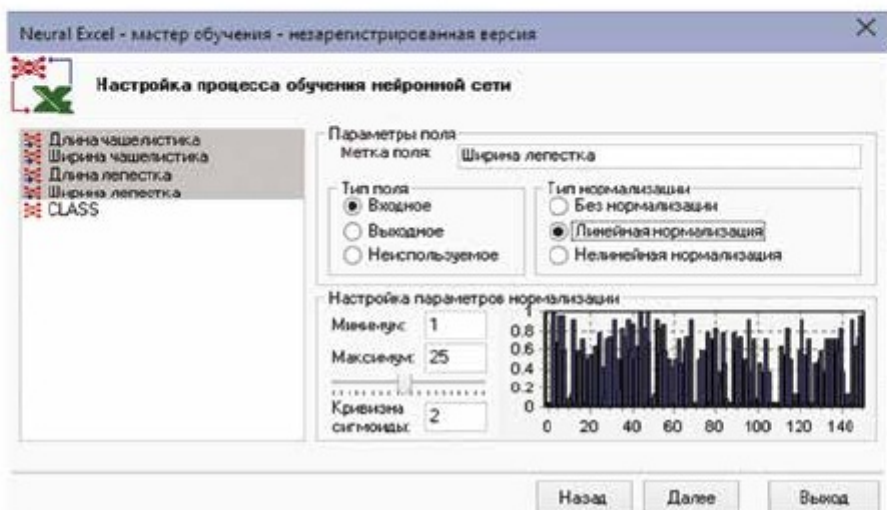 Neural Excel - мастер обучения - незарегистрированная версия
Настройка процесса обучения нейронной сети
Длина чашелистика
Ширина чашелистика
Длина лепестка
Ширина лепестка
CLASS
Параметры поля
Метка поля: Ширина лепестка
Тип поля
Входное
Выходное
Неиспользуемое
Тип нормализации
Без нормализации
Линейная нормализация
Нелинейная нормализация
Настройка параметров нормализации
Минимум: 1
Максимум: 25
Кривизна
сигмоиды: 2
1
0.8
0.6
0.4
0.2
0
0 20 40 60 80 100 120 140
Назад Далее Выход